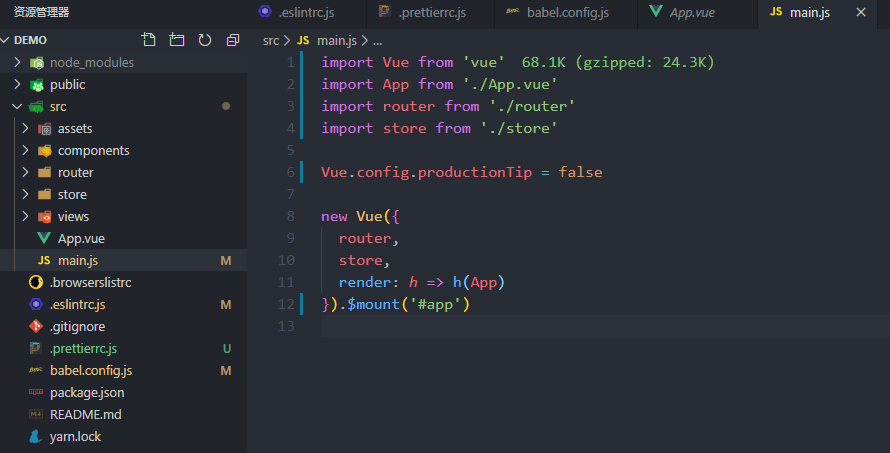 资源管理器
.eslintrc.js
.prettierrc.js
babel.config.js
App.vue
JS main.js
DEMO
node_modules
public
src
assets
components
router
store
views
App.vue
JS main.js M
.browserslistrc
.eslintrc.js M
.gitignore
.prettierrc.js U
babel.config.js M
package.json
README.md
yarn.lock
src > JS main.js > ...
1 import Vue from 'vue' 68.1K (gzipped: 24.3K)
2 import App from './App.vue'
3 import router from './router'
4 import store from './store'
5
6 Vue.config.productionTip = false
7
8 new Vue({
9 router,
10 store,
11 render: h => h(App)
12 }).$mount('#app')
13